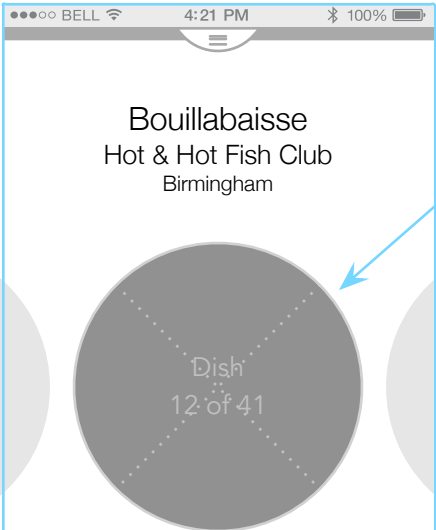 BELL 4:21 PM 100%
Bouillabaisse
Hot & Hot Fish Club
Birmingham
Dish
12 of 41